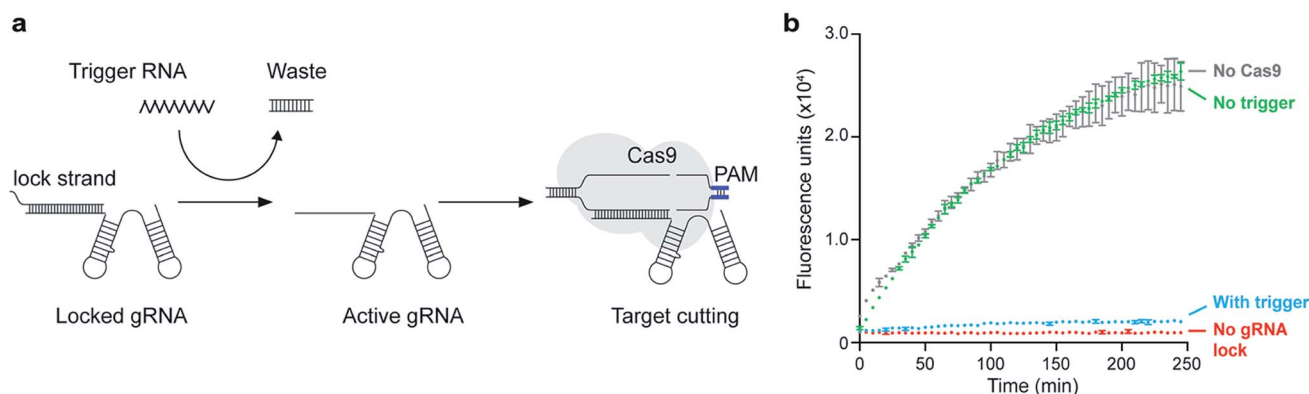 a
Trigger RNA
Waste
lock strand
Cas9
PAM
Locked gRNA
Active gRNA
Target cutting
b
Fluorescence units (x10⁴)
3.0
2.0
1.0
0
0
50
100
150
200
250
Time (min)
No Cas9
No trigger
With trigger
No gRNA
lock